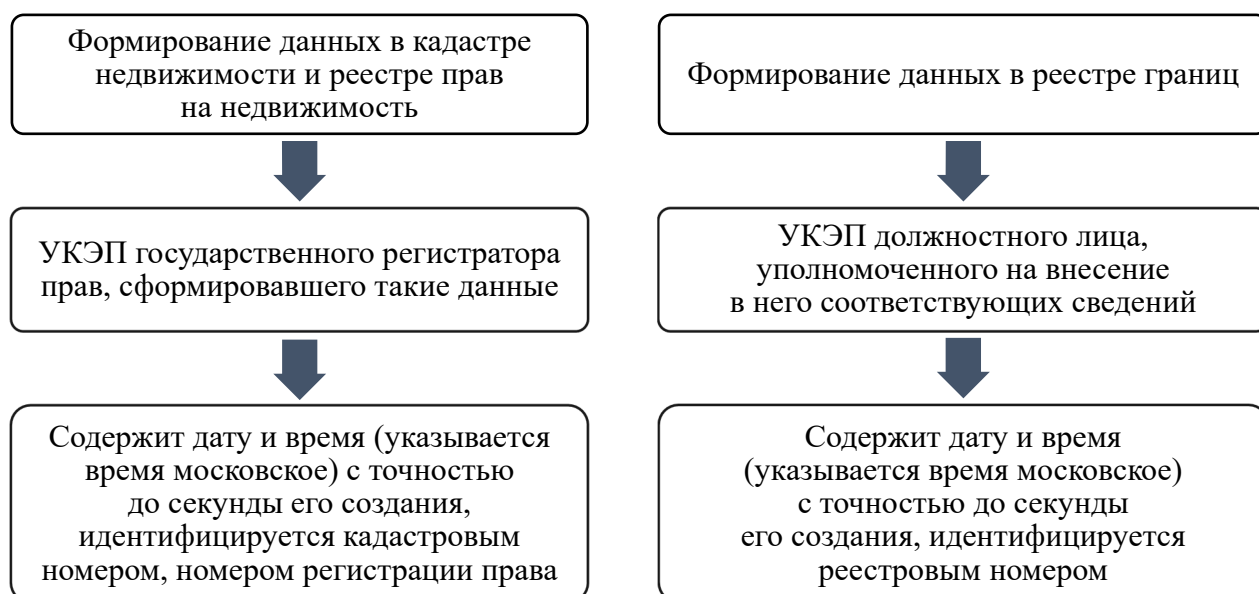 Формирование данных в кадастре
недвижимости и реестре прав
на недвижимость
УКЭП государственного регистратора
прав, сформировавшего такие данные
Содержит дату и время (указывается
время московское) с точностью
до секунды его создания,
идентифицируется кадастровым
номером, номером регистрации права
Формирование данных в реестре границ
УКЭП должностного лица,
уполномоченного на внесение
в него соответствующих сведений
Содержит дату и время
(указывается время московское)
с точностью до секунды
его создания, идентифицируется
реестровым номером